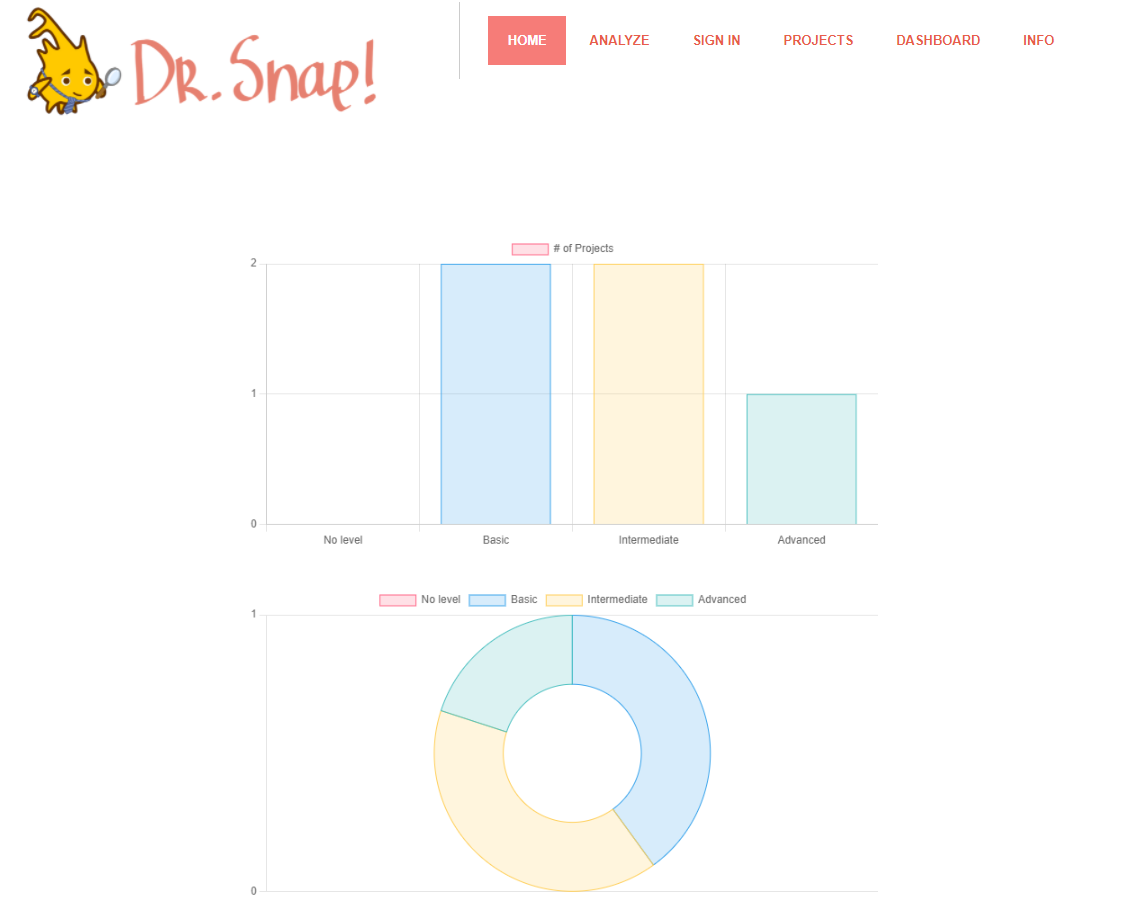 Dr. Snap!
HOME ANALYZE SIGN IN PROJECTS DASHBOARD INFO
# of Projects
2
1
0
No level Basic Intermediate Advanced
No level Basic Intermediate Advanced
1
0